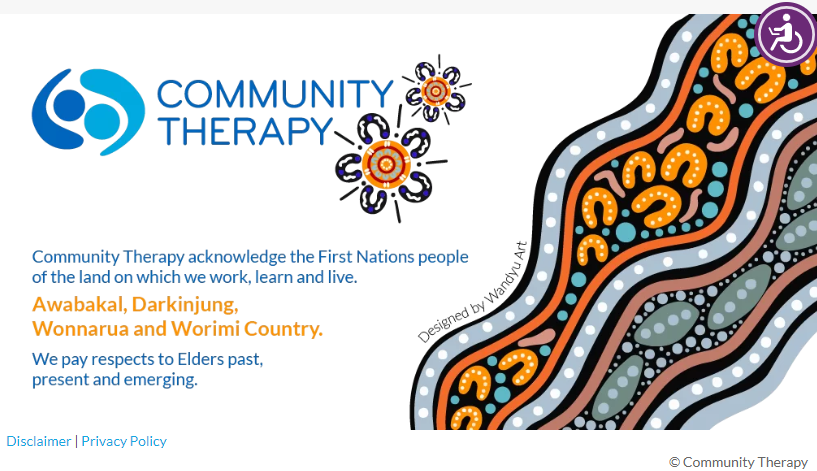 COMMUNITY
THERAPY
Community Therapy acknowledge the First Nations people
of the land on which we work, learn and live.
Awabakal, Darkinjung,
Wonnarua and Worimi Country.
We pay respects to Elders past,
present and emerging.
Designed by Wandyu Art
Disclaimer | Privacy Policy
© Community Therapy